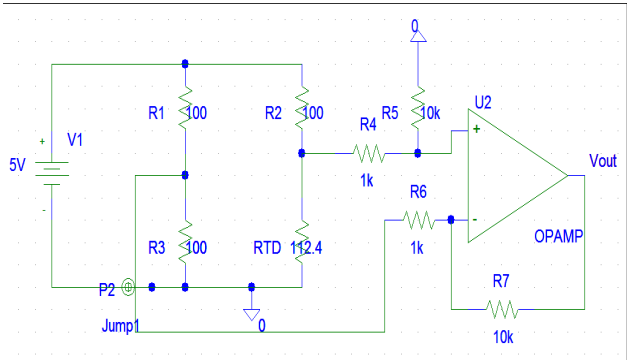 0
U2
R1 100
R2 100
R5 10k
V1
R4
+
+
5V
1k
Vout
R6
-
-
OPAMP
R3 100
RTD 112.4
1k
P2
R7
Jump1
0
10k